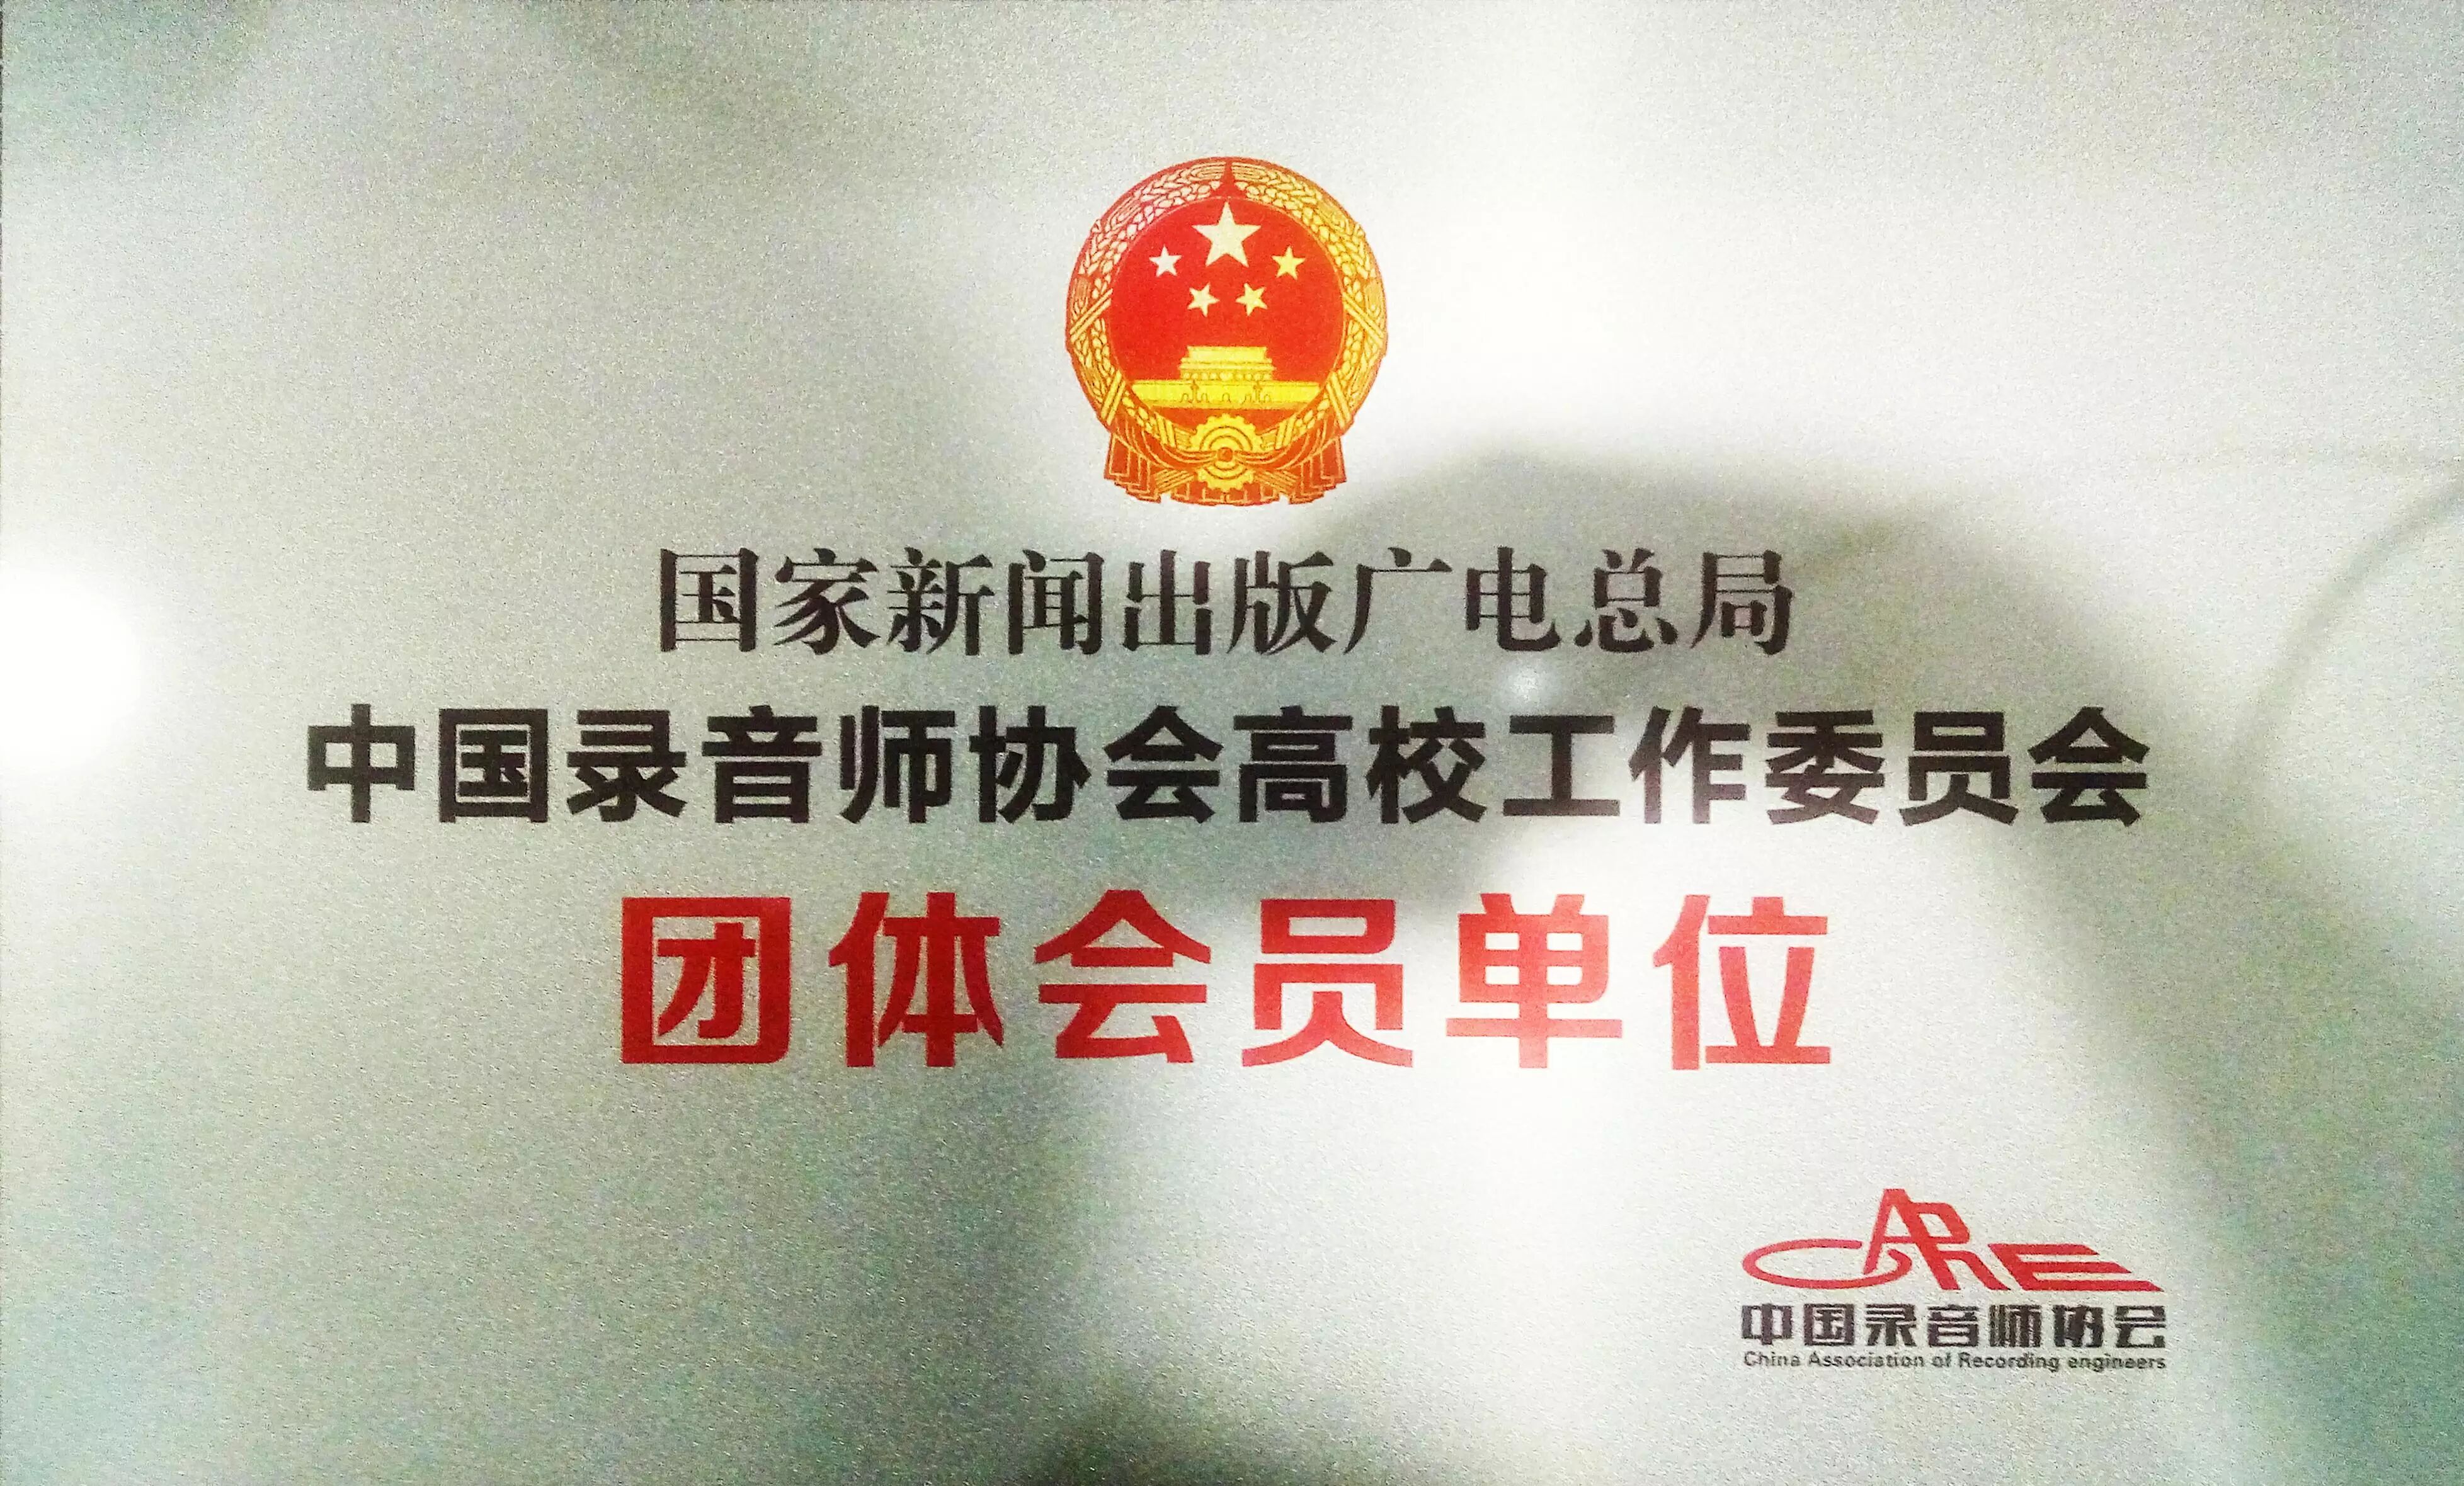 国家新闻出版广电总局
中国录音师协会高校工作委员会
团体会员单位
CARE
中国录音师协会
China Association of Recording engineers